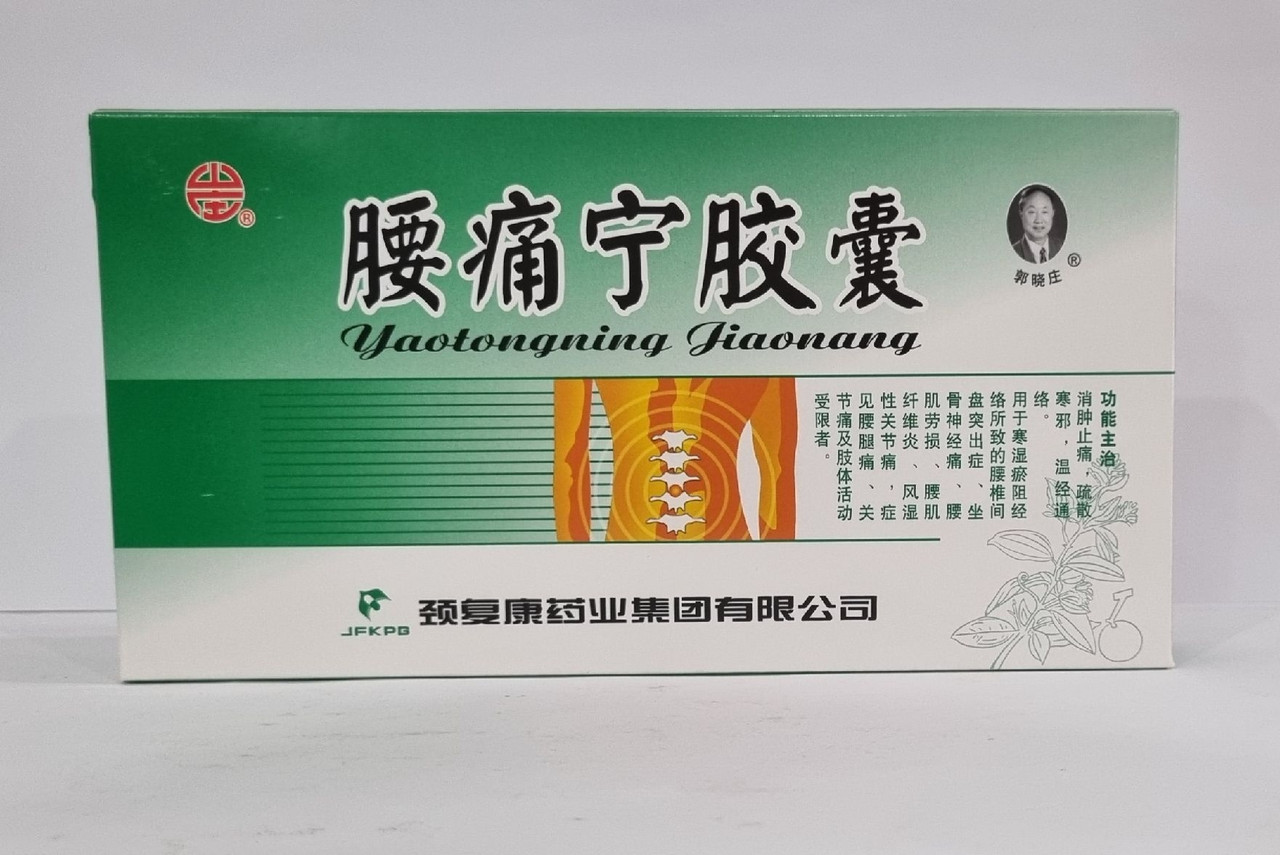 山庄®
腰痛宁胶囊
Yaotongning Jiaonang
®
郭晓庄
功能主治
消肿止痛，疏散
寒邪，温经通
络。
用于寒湿瘀阻经
络所致的腰椎间
盘突出症、坐
骨神经痛、腰
肌劳损、腰肌
纤维炎、风湿
性关节痛，症
见腰腿痛、关
节痛及肢体活动
受限者。
JFKPG
颈复康药业集团有限公司